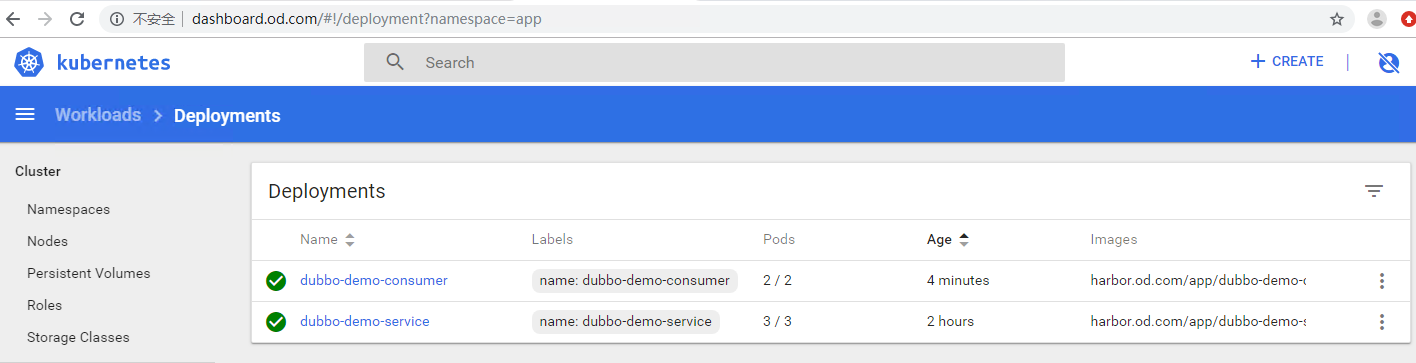 不安全 | dashboard.od.com/#!/deployment?namespace=app
kubernetes
Search
+ CREATE |
Workloads > Deployments
Cluster
Namespaces
Nodes
Persistent Volumes
Roles
Storage Classes
Deployments
Name Labels Pods Age Images
dubbo-demo-consumer name: dubbo-demo-consumer 2 / 2 4 minutes harbor.od.com/app/dubbo-demo-c
dubbo-demo-service name: dubbo-demo-service 3 / 3 2 hours harbor.od.com/app/dubbo-demo-s